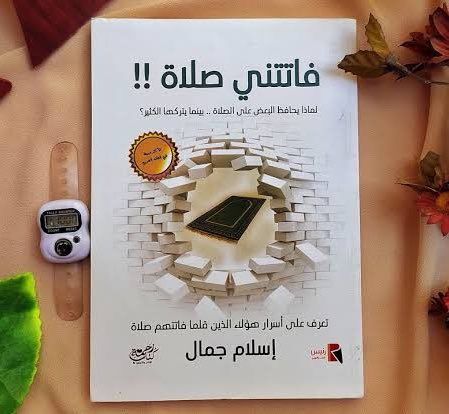 فاتتني صلاة !!
لماذا يحافظ البعض على الصلاة .. بينما يتركها الكثير؟
تعرف على أسرار هؤلاء الذين قلما فاتتهم صلاة
إسلام جمال